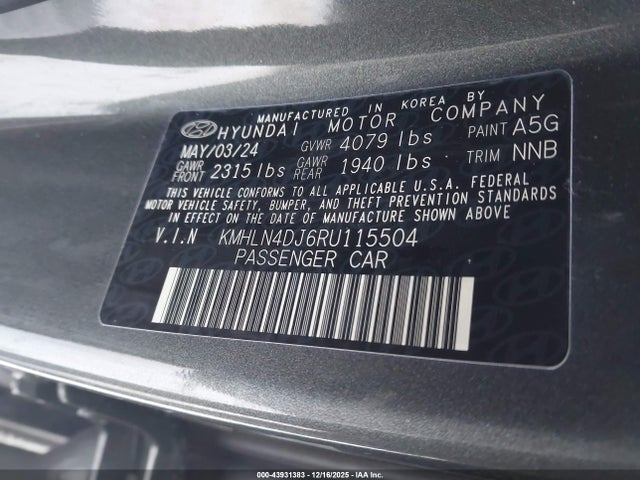 MANUFACTURED IN KOREA BY
HYUNDAI MOTOR COMPANY
MAY/03/24 GVWR 4079 lbs PAINT A5G
GAWR FRONT 2315 lbs GAWR REAR 1940 lbs TRIM NNB
THIS VEHICLE CONFORMS TO ALL APPLICABLE U.S.A. FEDERAL
MOTOR VEHICLE SAFETY, BUMPER, AND THEFT PREVENTION STANDARDS
IN EFFECT ON THE DATE OF MANUFACTURE SHOWN ABOVE.
V.I.N KMHLN4DJ6RU115504
PASSENGER CAR
000-43931383 - 12/16/2025 - IAA Inc.